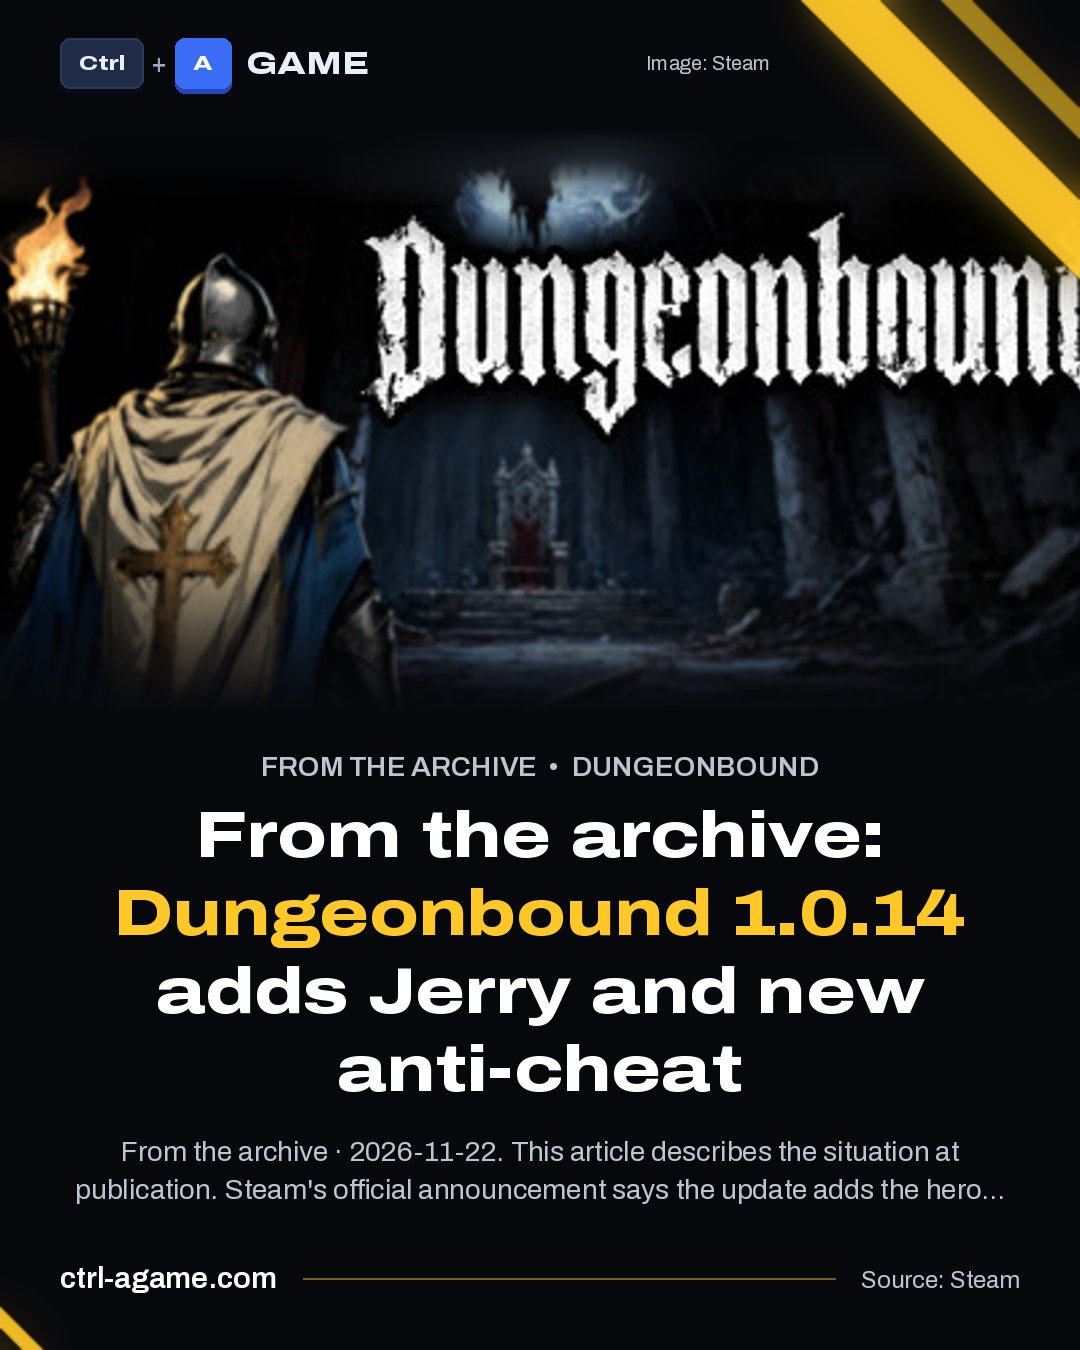 Ctrl + A GAME
Image: Steam
Dungeonbound
FROM THE ARCHIVE • DUNGEONBOUND
From the archive:
Dungeonbound 1.0.14
adds Jerry and new
anti-cheat
From the archive · 2026-11-22. This article describes the situation at
publication. Steam's official announcement says the update adds the hero...
ctrl-agame.com
Source: Steam